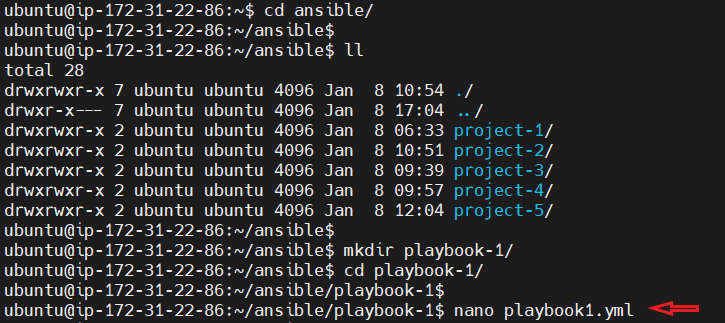 ubuntu@ip-172-31-22-86:~$ cd ansible/
ubuntu@ip-172-31-22-86:~/ansible$
ubuntu@ip-172-31-22-86:~/ansible$ ll
total 28
drwxrwxr-x 7 ubuntu ubuntu 4096 Jan  8 10:54 ./
drwxr-x--- 7 ubuntu ubuntu 4096 Jan  8 17:04 ../
drwxrwxr-x 2 ubuntu ubuntu 4096 Jan  8 06:33 project-1/
drwxrwxr-x 2 ubuntu ubuntu 4096 Jan  8 10:51 project-2/
drwxrwxr-x 2 ubuntu ubuntu 4096 Jan  8 09:39 project-3/
drwxrwxr-x 2 ubuntu ubuntu 4096 Jan  8 09:57 project-4/
drwxrwxr-x 2 ubuntu ubuntu 4096 Jan  8 12:04 project-5/
ubuntu@ip-172-31-22-86:~/ansible$
ubuntu@ip-172-31-22-86:~/ansible$ mkdir playbook-1/
ubuntu@ip-172-31-22-86:~/ansible$ cd playbook-1/
ubuntu@ip-172-31-22-86:~/ansible/playbook-1$
ubuntu@ip-172-31-22-86:~/ansible/playbook-1$ nano playbook1.yml